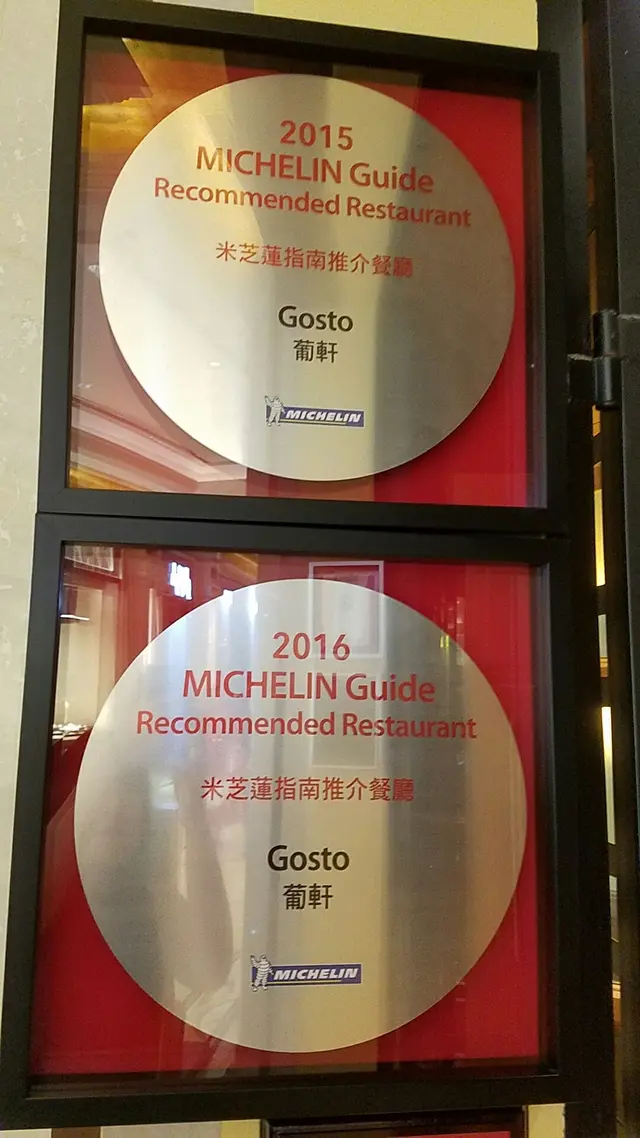 2015
MICHELIN Guide
Recommended Restaurant
米芝蓮指南推介餐廳
Gosto
葡軒
MICHELIN
2016
MICHELIN Guide
Recommended Restaurant
米芝蓮指南推介餐廳
Gosto
葡軒
MICHELIN